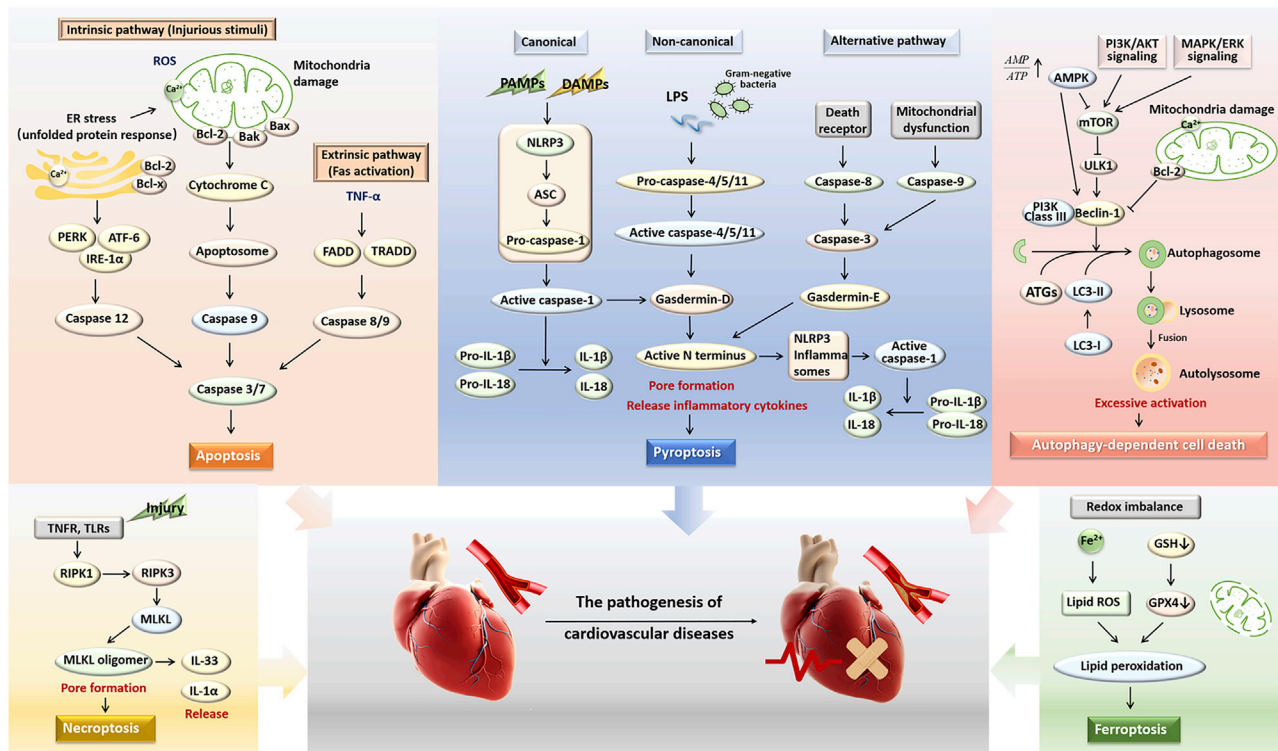 Intrinsic pathway (Injurious stimuli)
ROS
Ca²⁺
Mitochondria
damage
ER stress
(unfolded protein response)
Bcl-2
Bak
Bax
Ca²⁺
Bcl-2
Bcl-x
Cytochrome C
Extrinsic pathway
(Fas activation)
TNF-α
PERK
ATF-6
IRE-1α
Apoptosome
FADD
TRADD
Caspase 12
Caspase 9
Caspase 8/9
Caspase 3/7
Apoptosis
Canonical
Non-canonical
Alternative pathway
PAMPs
DAMPs
LPS
Gram-negative
bacteria
Death
receptor
Mitochondrial
dysfunction
NLRP3
ASC
Pro-caspase-1
Pro-caspase-4/5/11
Caspase-8
Caspase-9
Active caspase-4/5/11
Caspase-3
Active caspase-1
Gasdermin-D
Gasdermin-E
Pro-IL-1β
Pro-IL-18
IL-1β
IL-18
Active N terminus
NLRP3
Inflamma
somes
Active
caspase-1
Pore formation
Release inflammatory cytokines
IL-1β
IL-18
Pro-IL-1β
Pro-IL-18
Pyroptosis
AMP
ATP
AMPK
PI3K/AKT
signaling
MAPK/ERK
signaling
mTOR
Mitochondria damage
Ca²⁺
ULK1
Bcl-2
PI3K
Class III
Beclin-1
Autophagosome
ATGs
LC3-II
Lysosome
LC3-I
Fusion
Autolysosome
Excessive activation
Autophagy-dependent cell death
Injury
TNFR, TLRs
RIPK1
RIPK3
MLKL
MLKL oligomer
IL-33
Pore formation
IL-1α
Release
Necroptosis
The pathogenesis of
cardiovascular diseases
Redox imbalance
Fe²⁺
GSH↓
Lipid ROS
GPX4↓
Lipid peroxidation
Ferroptosis